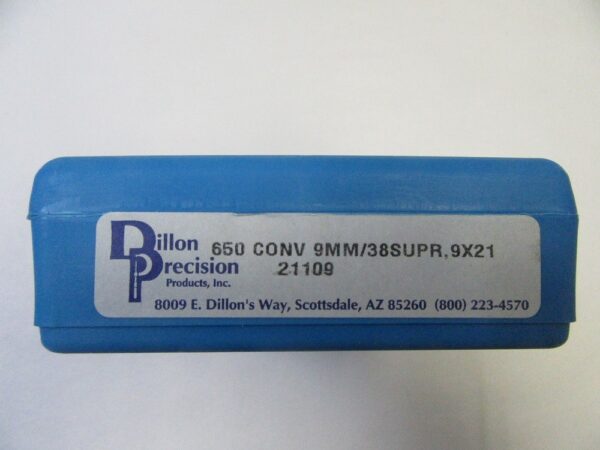 Dillon
Precision
Products, Inc.
650 CONV 9MM/38SUPR,9X21
21109
8009 E. Dillon's Way, Scottsdale, AZ 85260 (800) 223-4570